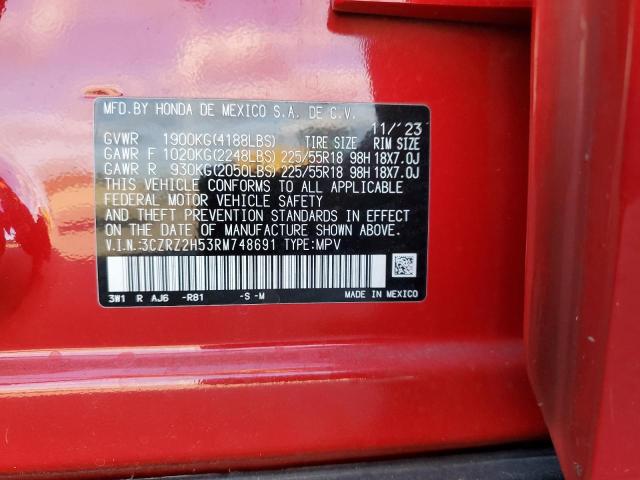 MFD.BY HONDA DE MEXICO S.A. DE C.V.
11/'23
GVWR 1900KG(4188LBS) TIRE SIZE RIM SIZE
GAWR F 1020KG(2248LBS) 225/55R18 98H 18X7.0J
GAWR R 930KG(2050LBS) 225/55R18 98H 18X7.0J
THIS VEHICLE CONFORMS TO ALL APPLICABLE
FEDERAL MOTOR VEHICLE SAFETY
AND THEFT PREVENTION STANDARDS IN EFFECT
ON THE DATE OF MANUFACTURE SHOWN ABOVE.
V.I.N.:3CZRZ2H53RM748691 TYPE:MPV
3W1 R AJ6 -R81 -S -M MADE IN MEXICO